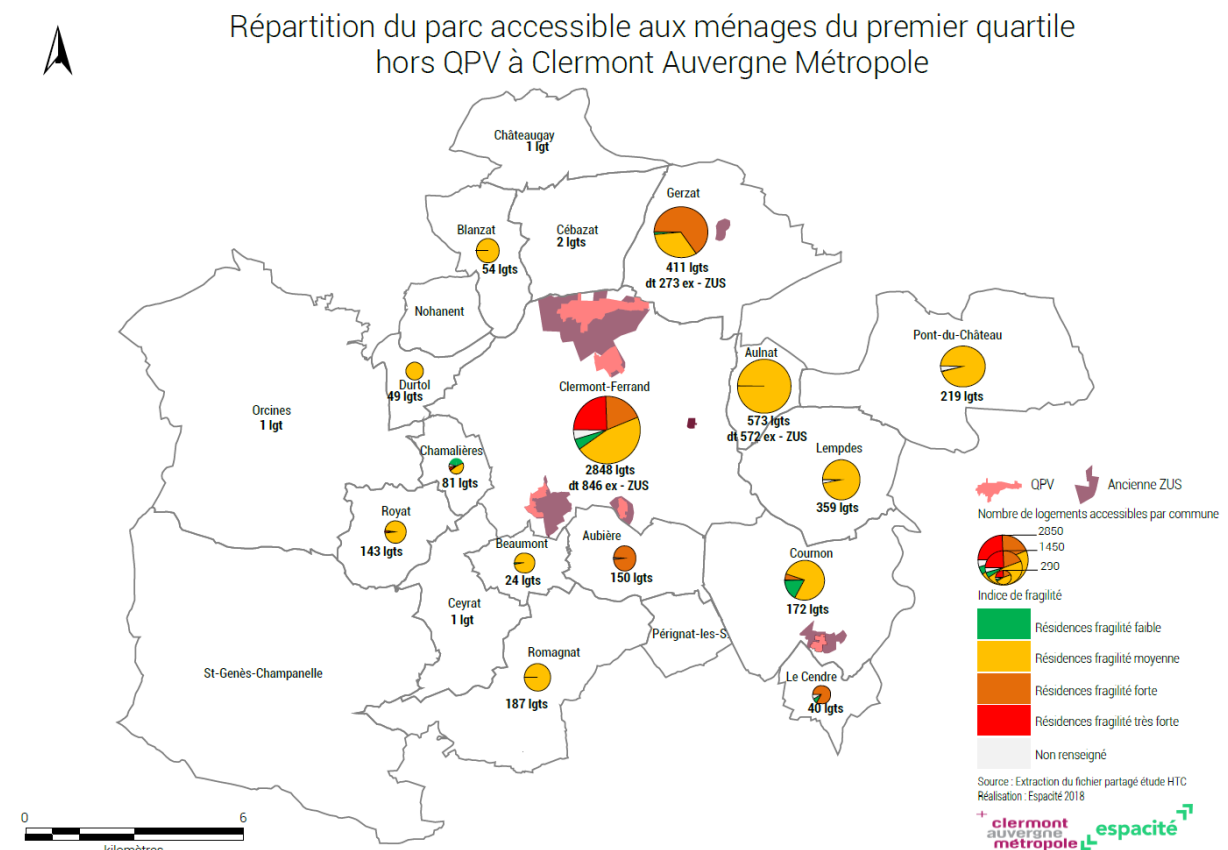 Répartition du parc accessible aux ménages du premier quartile
hors QPV à Clermont Auvergne Métropole
Châteaugay
1 lgt
Gerzat
411 lgts
dt 273 ex - ZUS
Blanzat
54 lgts
Cébazat
2 lgts
Nohanent
Pont-du-Château
219 lgts
Aulnat
573 lgts
dt 572 ex - ZUS
Durtol
49 lgts
Clermont-Ferrand
2848 lgts
dt 846 ex - ZUS
Orcines
1 lgt
Chamalières
81 lgts
Lempdes
359 lgts
Royat
143 lgts
Beaumont
24 lgts
Aubière
150 lgts
Cournon
172 lgts
Ceyrat
1 lgt
Pérignat-les-S.
Romagnat
187 lgts
St-Genès-Champanelle
Le Cendre
40 lgts
QPV
Ancienne ZUS
Nombre de logements accessibles par commune
2850
1450
290
Indice de fragilité
Résidences fragilité faible
Résidences fragilité moyenne
Résidences fragilité forte
Résidences fragilité très forte
Non renseigné
Source : Extraction du fichier partagé étude HTC
Réalisation : Espacité 2018
clermont
auvergne
métropole
espacité
0
6
kilomètres